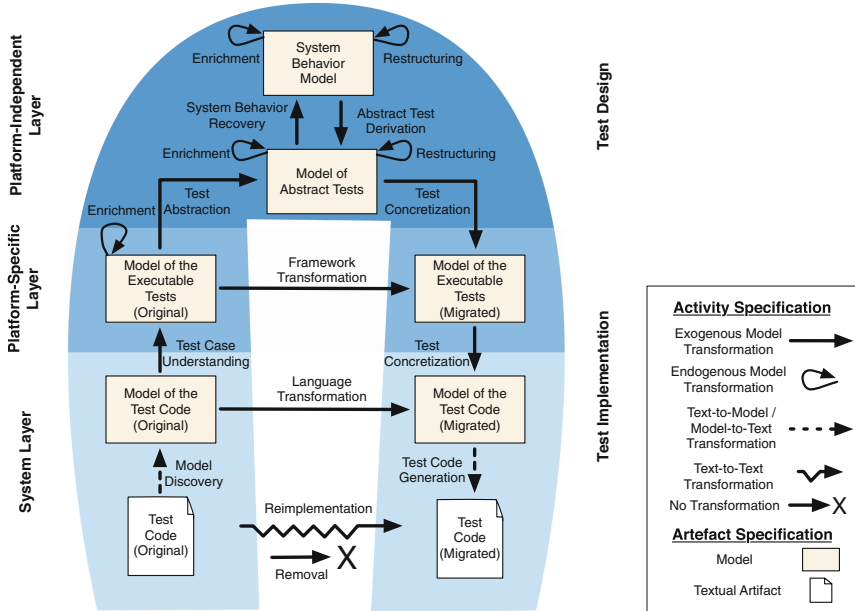 Platform-Independent
Layer
Platform-Specific
Layer
System Layer
Test Design
Test Implementation
Enrichment
System
Behavior
Model
Restructuring
System Behavior
Recovery
Abstract Test
Derivation
Enrichment
Model of
Abstract Tests
Restructuring
Test
Abstraction
Test
Concretization
Enrichment
Model of the
Executable
Tests
(Original)
Framework
Transformation
Model of the
Executable
Tests
(Migrated)
Test Case
Understanding
Test
Concretization
Model of the
Test Code
(Original)
Language
Transformation
Model of the
Test Code
(Migrated)
Model
Discovery
Test Code
Generation
Test
Code
(Original)
Reimplementation
Removal
X
Test
Code
(Migrated)
Activity Specification
Exogenous Model
Transformation
Endogenous Model
Transformation
Text-to-Model /
Model-to-Text
Transformation
Text-to-Text
Transformation
No Transformation
X
Artefact Specification
Model
Textual Artifact